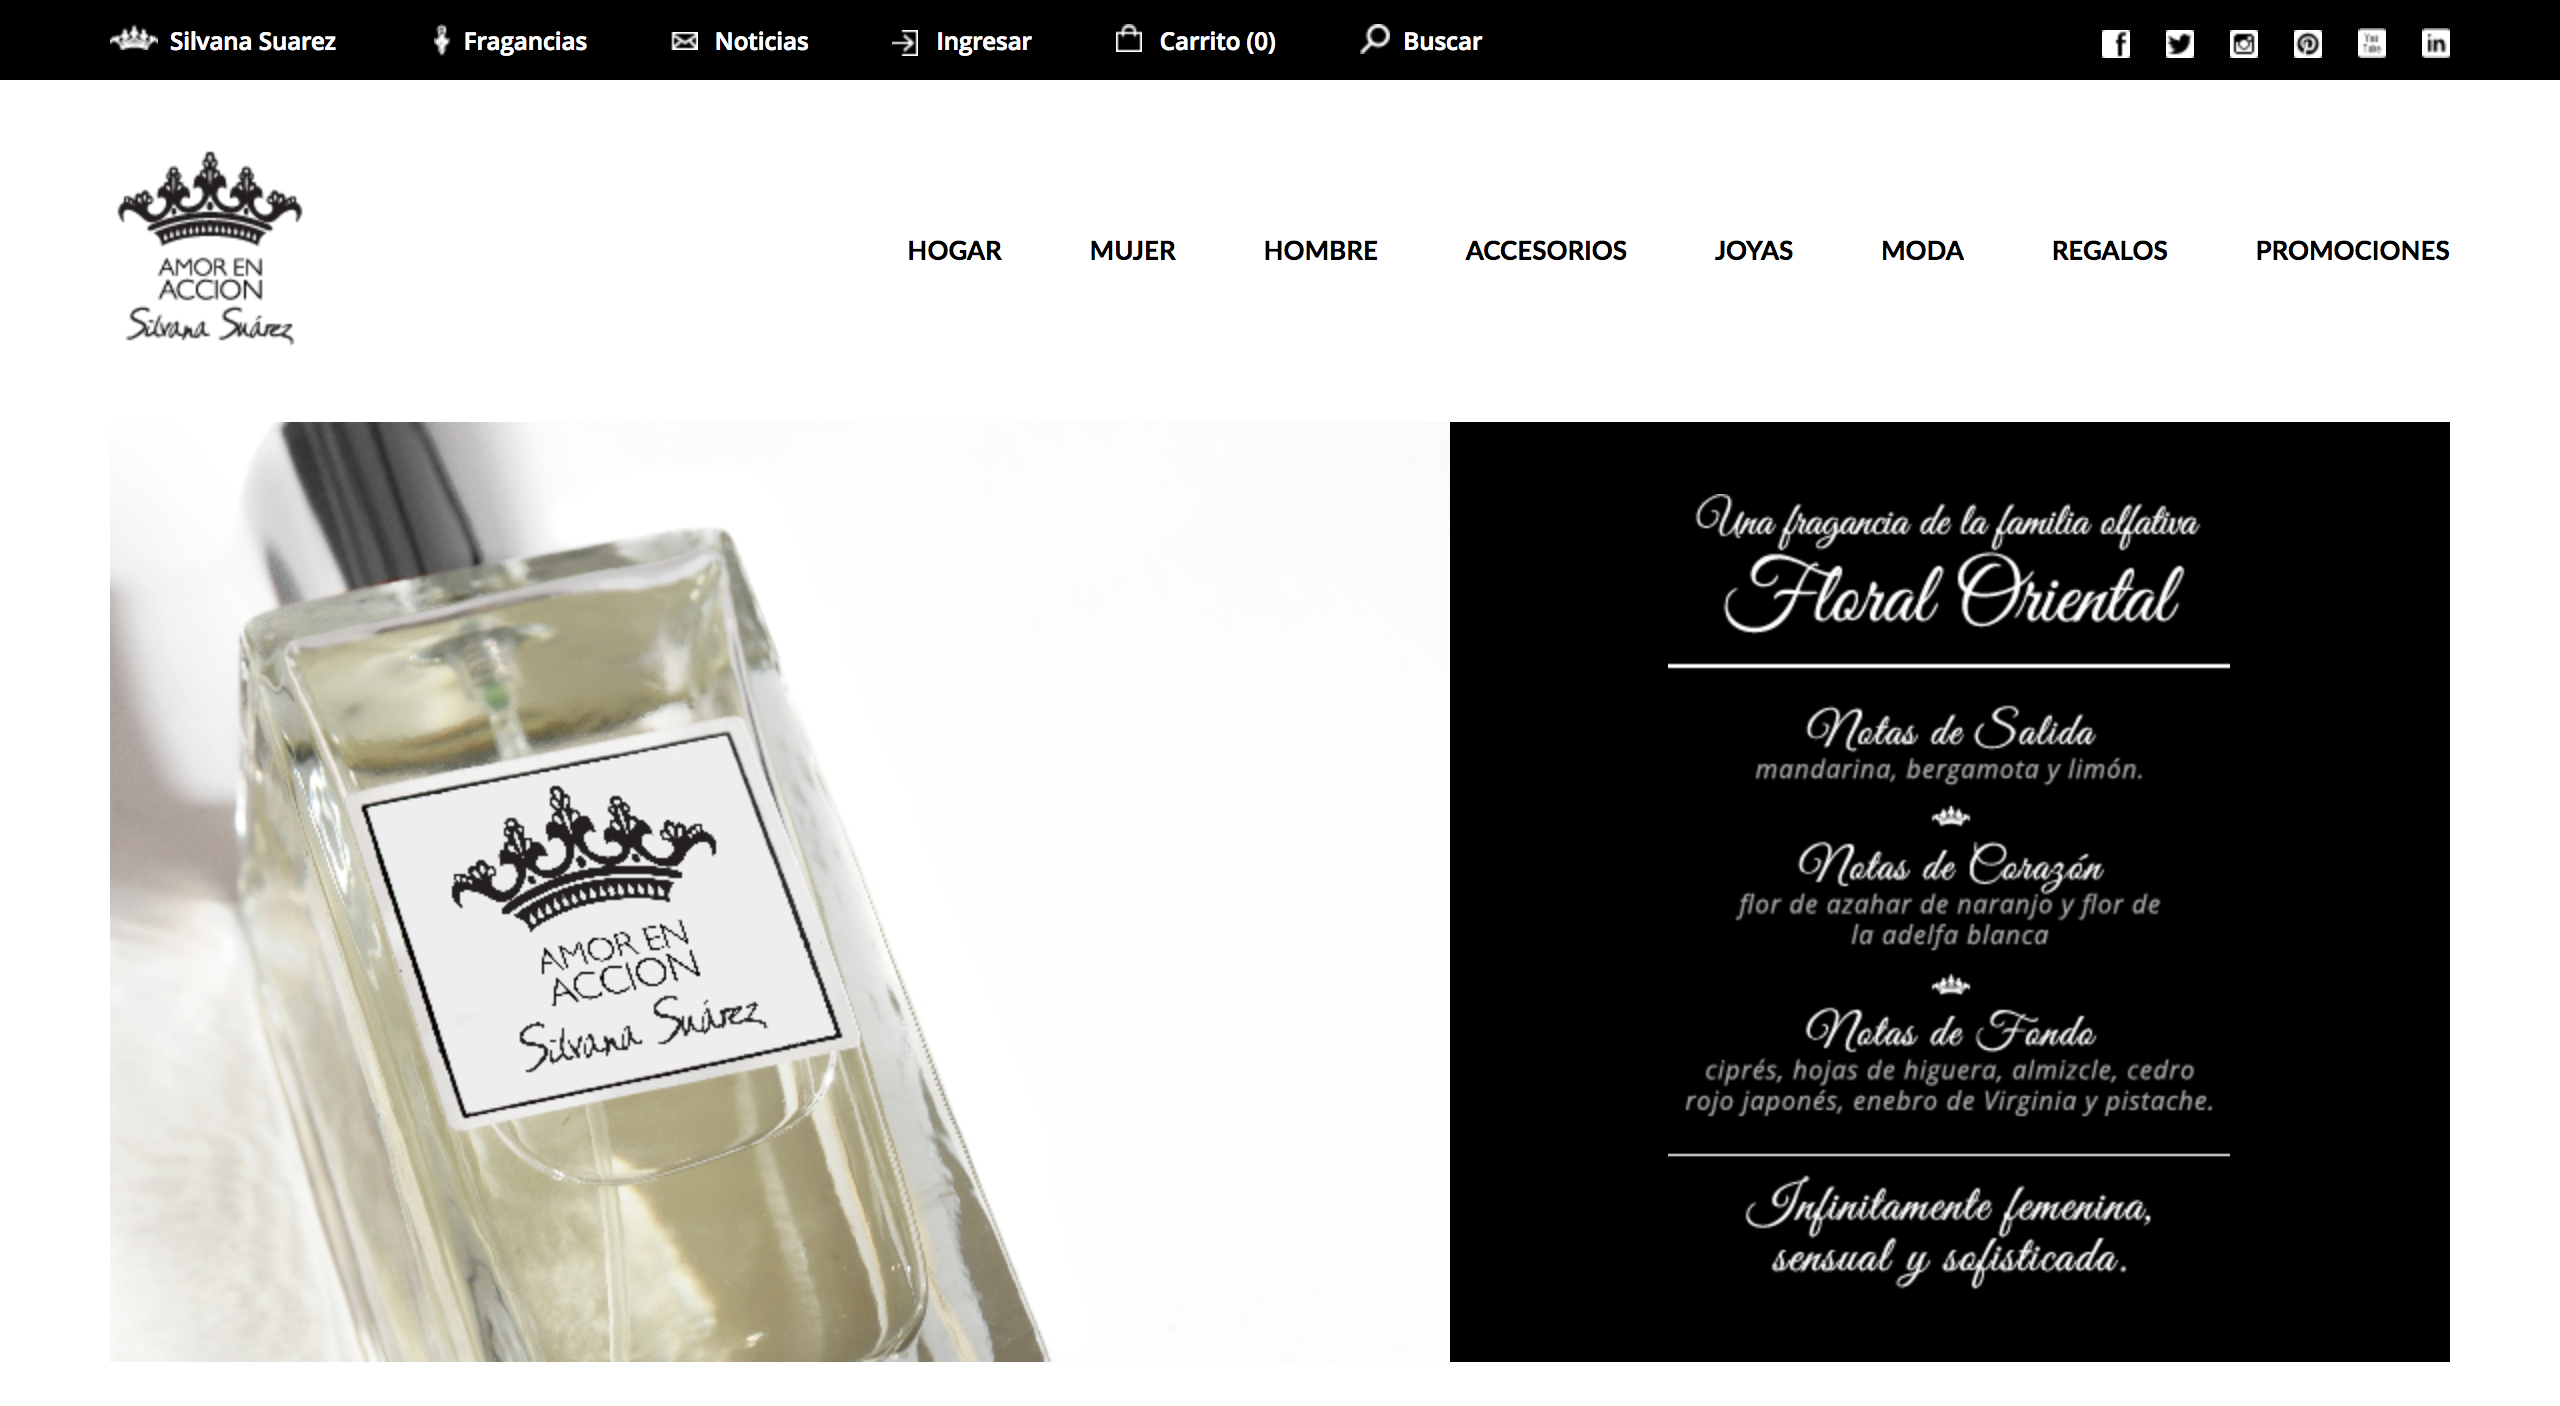 Silvana Suarez
Fragancias
Noticias
Ingresar
Carrito (0)
Buscar
You
Tube
in
AMOR EN
ACCION
Silvana Suárez
HOGAR
MUJER
HOMBRE
ACCESORIOS
JOYAS
MODA
REGALOS
PROMOCIONES
AMOR EN
ACCION
Silvana Suárez
Una fragancia de la familia olfativa
Floral Oriental
Notas de Salida
mandarina, bergamota y limón.
Notas de Corazón
flor de azahar de naranjo y flor de
la adelfa blanca
Notas de Fondo
ciprés, hojas de higuera, almizcle, cedro
rojo japonés, enebro de Virginia y pistache.
Infinitamente femenina,
sensual y sofisticada.